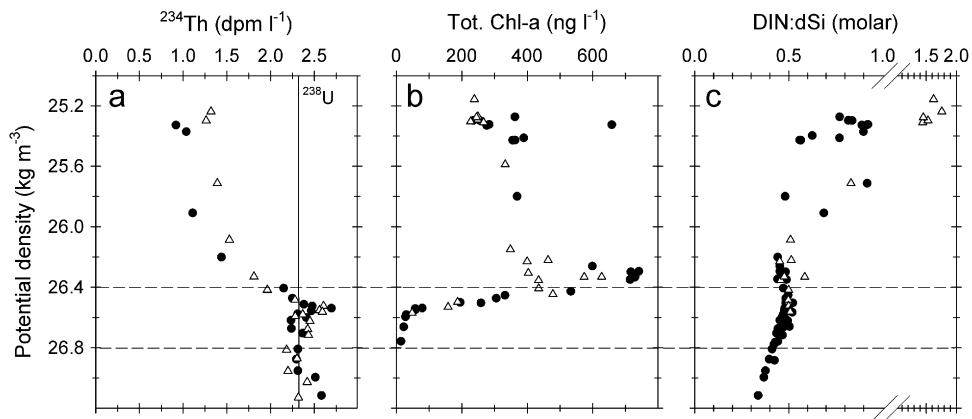 ²³⁴Th (dpm l⁻¹) Tot. Chl-a (ng l⁻¹) DIN:dSi (molar)
0.0 0.5 1.0 1.5 2.0 2.5 0 200 400 600 0.0 0.5 1.0 1.5 2.0
a ²³⁸U b c
Potential density (kg m⁻³)
25.2
25.6
26.0
26.4
26.8